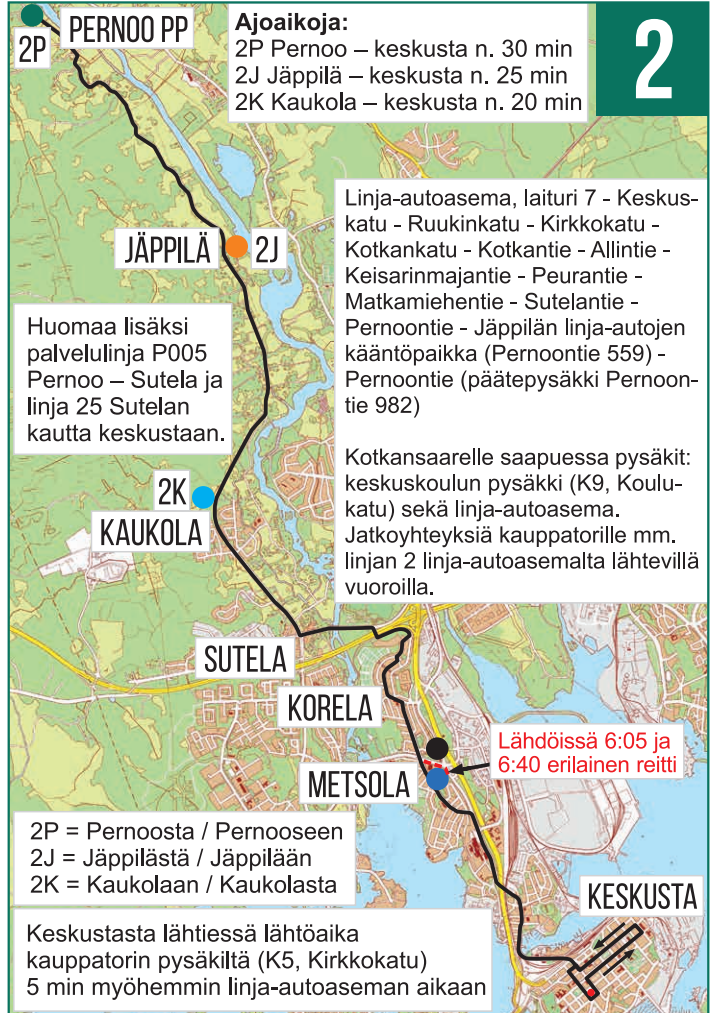 2P
PERNOO PP
Ajoaikoja:
2P Pernoo – keskusta n. 30 min
2J Jäppilä – keskusta n. 25 min
2K Kaukola – keskusta n. 20 min
2
Linja-autoasema, laituri 7 - Keskus-
katu - Ruukinkatu - Kirkkokatu -
Kotkankatu - Kotkantie - Allintie -
Keisarinmajantie - Peurantie -
Matkamiehentie - Sutelantie -
Pernoontie - Jäppilän linja-autojen
kääntöpaikka (Pernoontie 559) -
Pernoontie (päätepysäkki Pernoon-
tie 982)
Kotkansaarelle saapuessa pysäkit:
keskuskoulun pysäkki (K9, Koulu-
katu) sekä linja-autoasema.
Jatkoyhteyksiä kauppatorille mm.
linjan 2 linja-autoasemalta lähtevillä
vuoroilla.
JÄPPILÄ
2J
Huomaa lisäksi
palvelulinja P005
Pernoo – Sutela ja
linja 25 Sutelan
kautta keskustaan.
2K
KAUKOLA
SUTELA
KORELA
METSOLA
Lähdöissä 6:05 ja
6:40 erilainen reitti
2P = Pernoosta / Pernooseen
2J = Jäppilästä / Jäppilään
2K = Kaukolaan / Kaukolasta
KESKUSTA
Keskustasta lähtiessä lähtöaika
kauppatorin pysäkiltä (K5, Kirkkokatu)
5 min myöhemmin linja-autoaseman aikaan